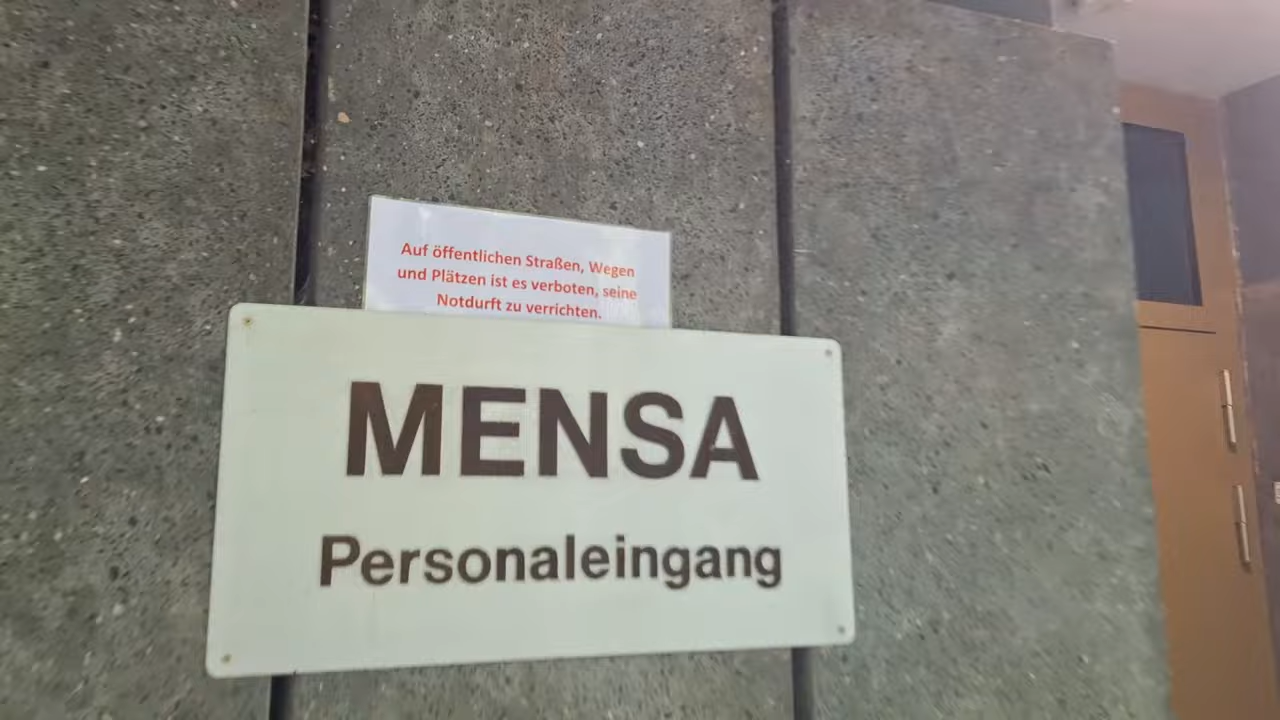 Auf öffentlichen Straßen, Wegen
und Plätzen ist es verboten, seine
Notdurft zu verrichten.
MENSA
Personaleingang